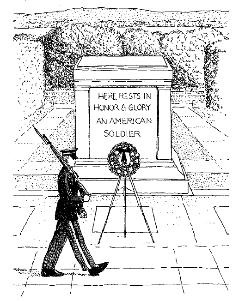 HERE RESTS IN
HONOR & GLORY
AN AMERICAN
SOLDIER